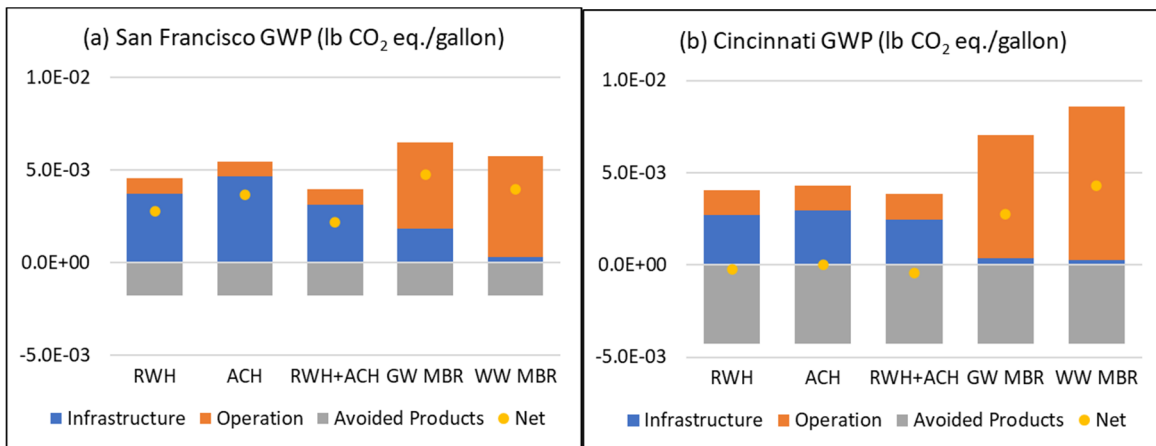 (a) San Francisco GWP (lb CO₂ eq./gallon)
1.0E-02
5.0E-03
0.0E+00
-5.0E-03
RWH ACH RWH+ACH GW MBR WW MBR
Infrastructure Operation Avoided Products Net
(b) Cincinnati GWP (lb CO₂ eq./gallon)
1.0E-02
5.0E-03
0.0E+00
-5.0E-03
RWH ACH RWH+ACH GW MBR WW MBR
Infrastructure Operation Avoided Products Net